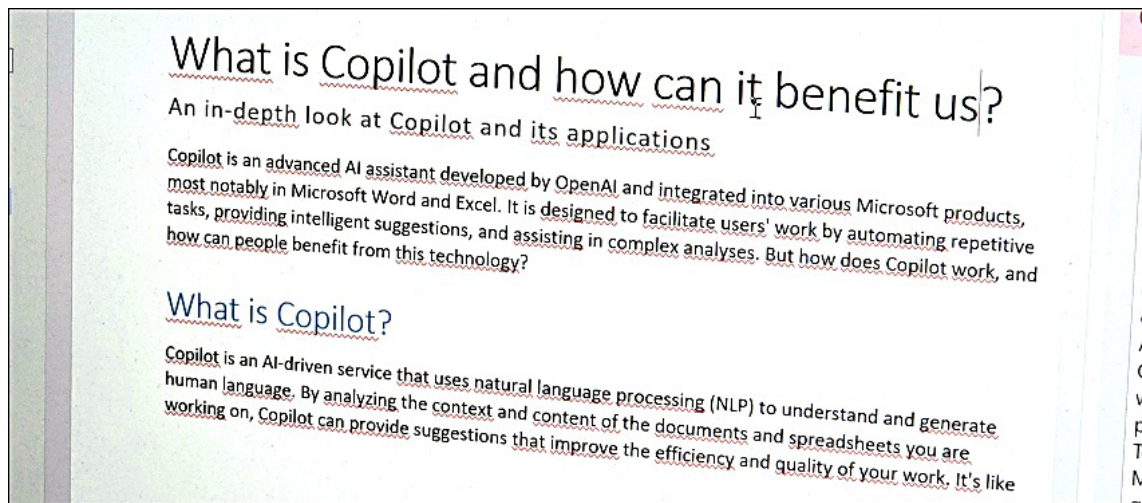 What is Copilot and how can it benefit us?
An in-depth look at Copilot and its applications
Copilot is an advanced AI assistant developed by OpenAI and integrated into various Microsoft products,
most notably in Microsoft Word and Excel. It is designed to facilitate users' work by automating repetitive
tasks, providing intelligent suggestions, and assisting in complex analyses. But how does Copilot work, and
how can people benefit from this technology?
What is Copilot?
Copilot is an AI-driven service that uses natural language processing (NLP) to understand and generate
human language. By analyzing the context and content of the documents and spreadsheets you are
working on, Copilot can provide suggestions that improve the efficiency and quality of your work. It's like